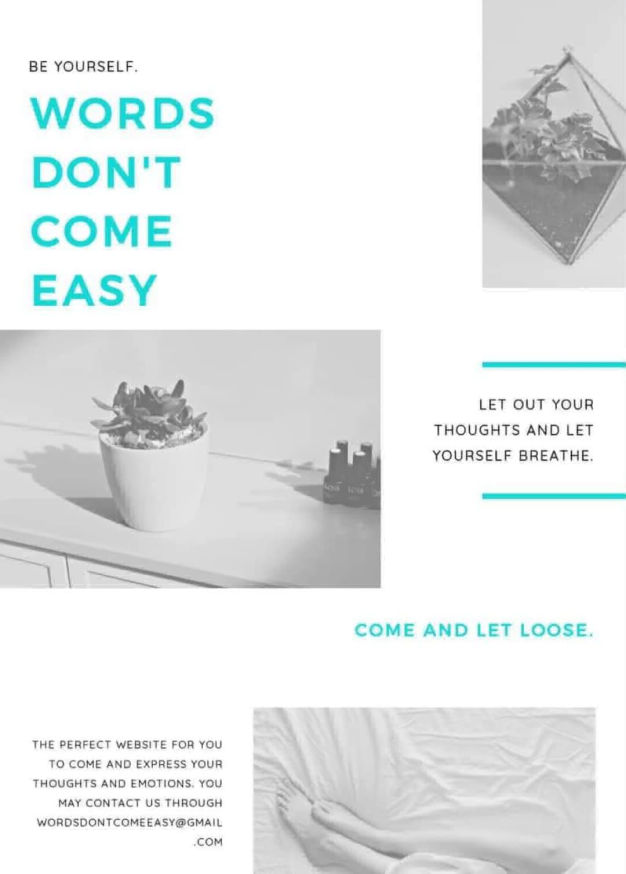 BE YOURSELF.
WORDS
DON'T
COME
EASY
LET OUT YOUR
THOUGHTS AND LET
YOURSELF BREATHE.
COME AND LET LOOSE.
THE PERFECT WEBSITE FOR YOU
TO COME AND EXPRESS YOUR
THOUGHTS AND EMOTIONS. YOU
MAY CONTACT US THROUGH
WORDSDONTCOMEEASY@GMAIL
.COM